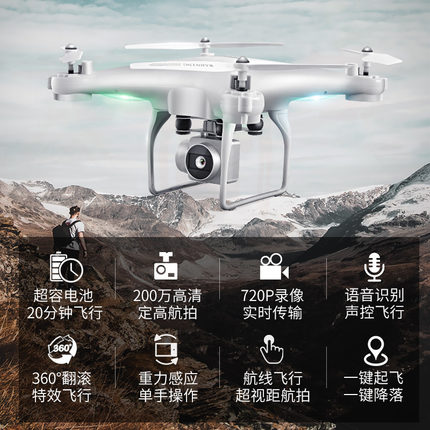 超容电池
20分钟飞行
200万高清
定高航拍
720P录像
实时传输
语音识别
声控飞行
360°
360°翻滚
特效飞行
重力感应
单手操作
航线飞行
超视距航拍
一键起飞
一键降落